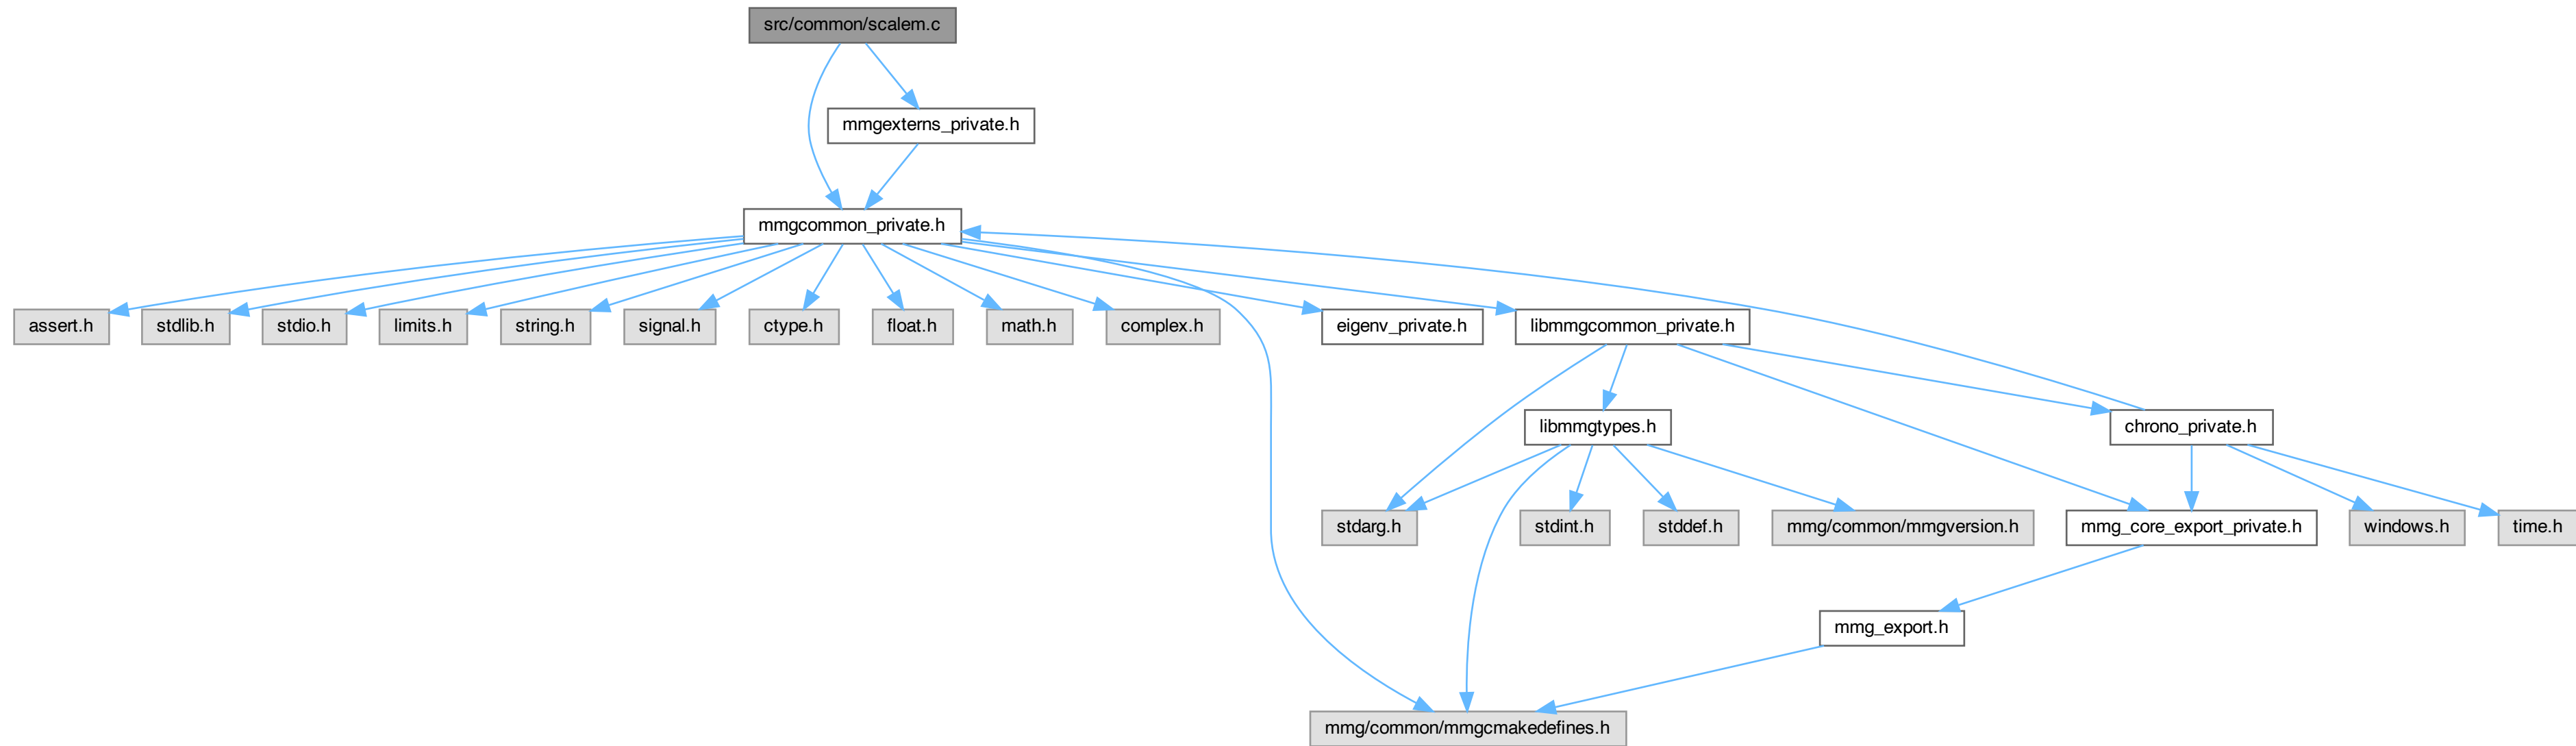 src/common/scalem.c
mmgexterns_private.h
mmgcommon_private.h
assert.h
stdlib.h
stdio.h
limits.h
string.h
signal.h
ctype.h
float.h
math.h
complex.h
eigenv_private.h
libmmgcommon_private.h
libmmgtypes.h
chrono_private.h
stdarg.h
stdint.h
stddef.h
mmg/common/mmgversion.h
mmg_core_export_private.h
windows.h
time.h
mmg_export.h
mmg/common/mmgcmakedefines.h